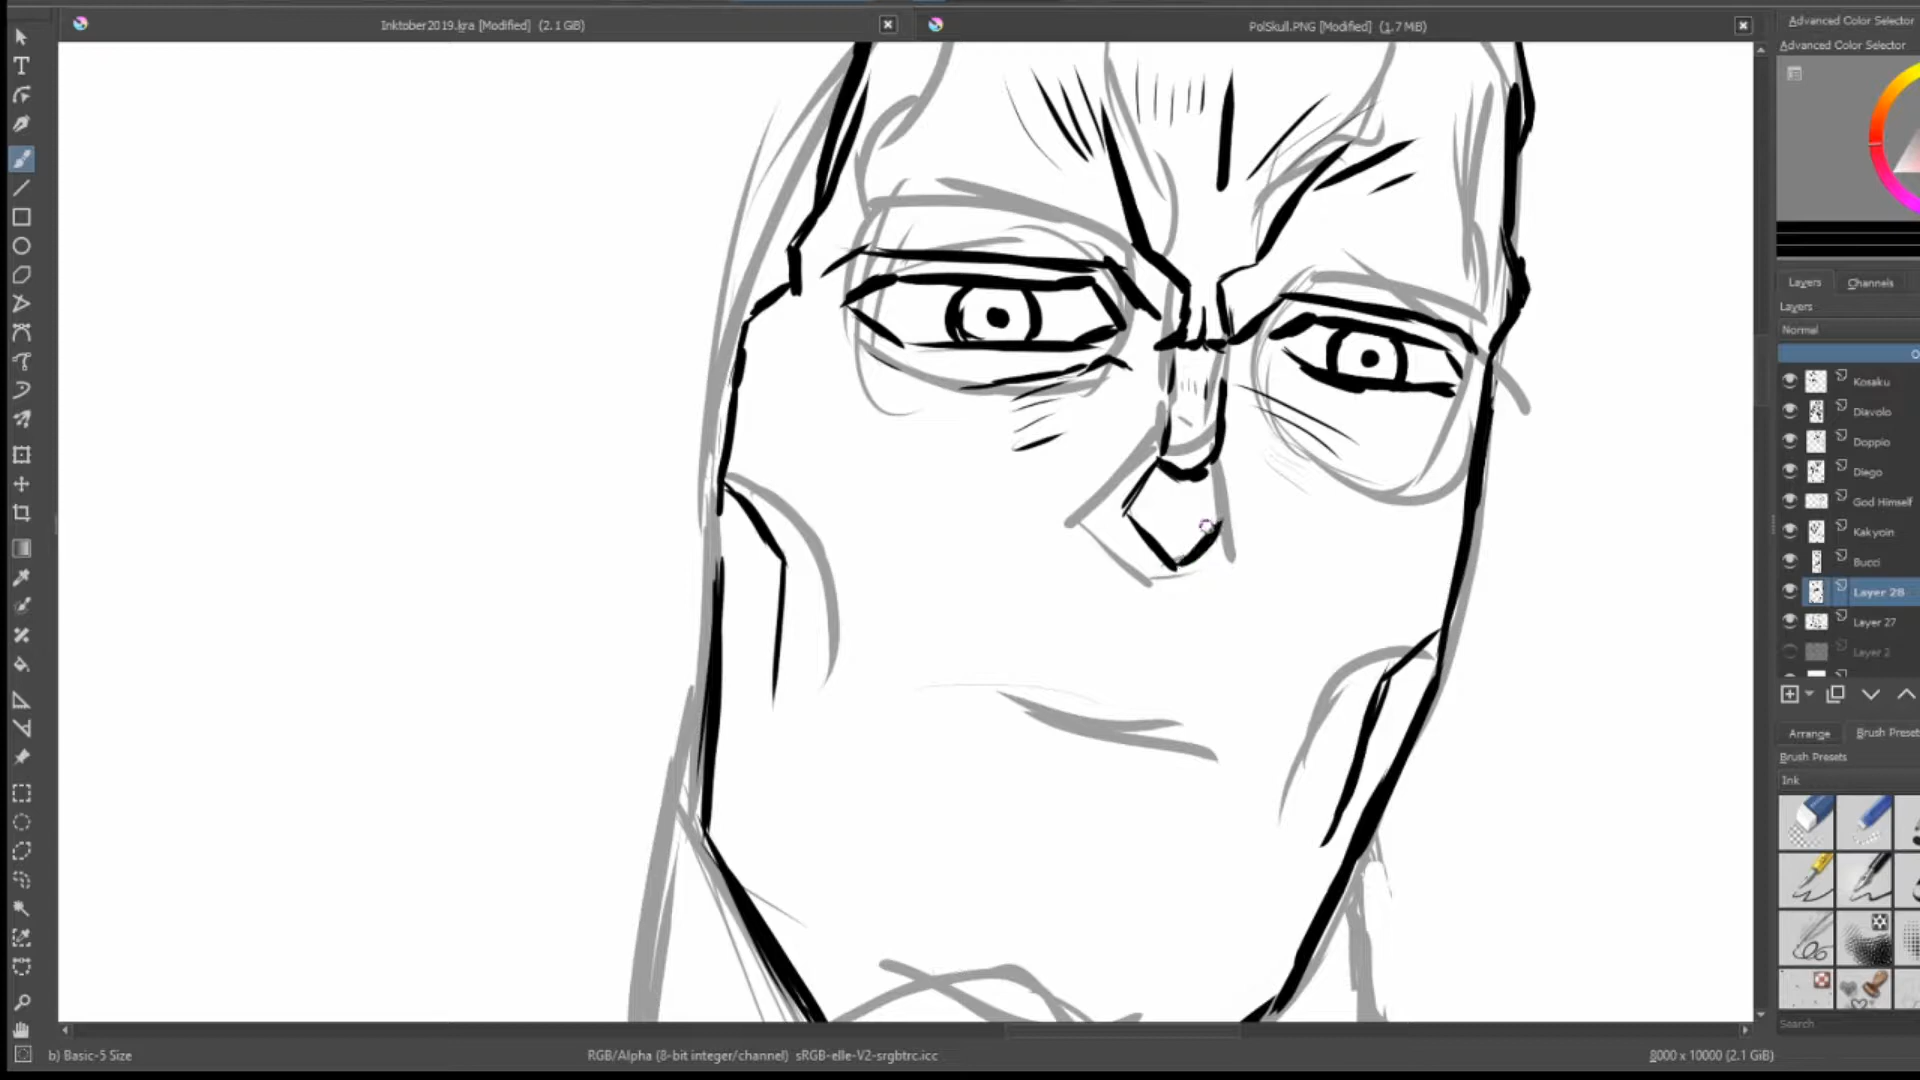 Inktober2019.kra [Modified] (2.1 GiB)
PolSkull.PNG [Modified] (1.7 MiB)
Advanced Color Selector
Advanced Color Selector
Layers Channels
Layers
Normal
Kosaku
Diavolo
Doppio
Diego
God Himself
Kakyoin
Bucci
Layer 28
Layer 27
Layer 2
Arrange Brush Presets
Brush Presets
Ink
Search
b) Basic-5 Size
RGB/Alpha (8-bit integer/channel) sRGB-elle-V2-srgbtrc.icc
8000 x 10000 (2.1 GiB)